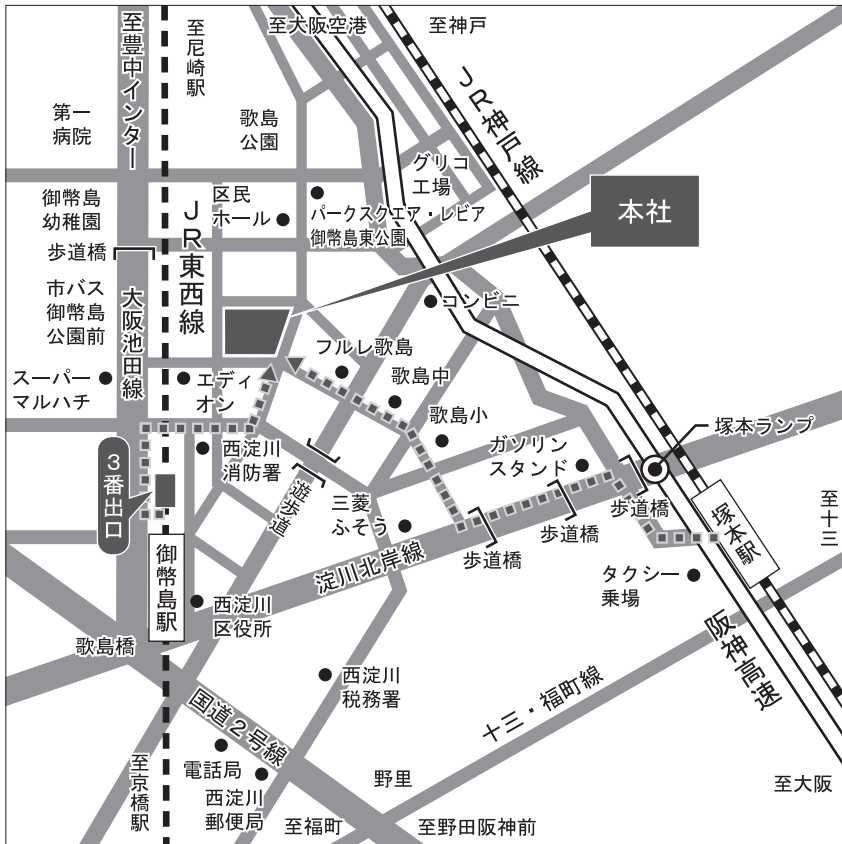 至豊中インター
至尼崎駅
至大阪空港
至神戸
JR神戸線
第一
病院
歌島
公園
グリコ
工場
御幣島
幼稚園
区民
ホール
パークスクエア・レビア
御幣島東公園
本社
JR東西線
歩道橋
市バス
御幣島
公園前
大阪池田線
コンビニ
フルレ歌島
スーパー
マルハチ
エディ
オン
歌島中
歌島小
塚本ランプ
ガソリン
スタンド
西淀川
消防署
3番出口
遊歩道
三菱
ふそう
歩道橋
歩道橋
歩道橋
塚本駅
至十三
御幣島駅
淀川北岸線
タクシー
乗場
西淀川
区役所
歌島橋
阪神高速
西淀川
税務署
国道2号線
十三・福町線
電話局
西淀川
郵便局
野里
至京橋駅
至福町
至野田阪神前
至大阪